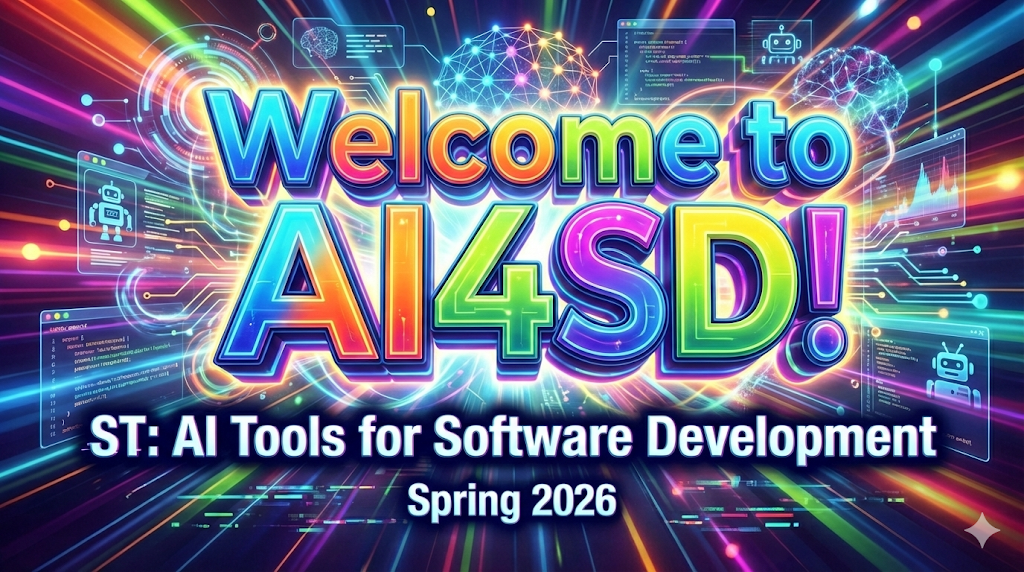 Welcome to
AI4SD!
ST: AI Tools for Software Development
Spring 2026